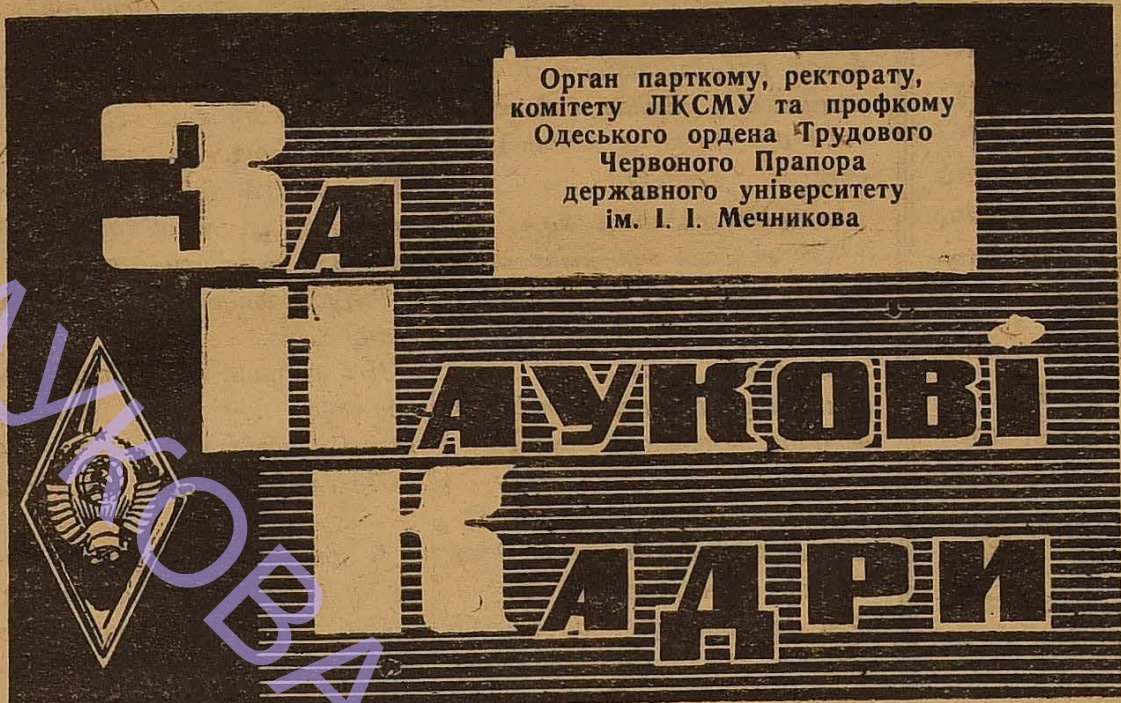 Орган парткому, ректорату,
комітету ЛКСМУ та профкому
Одеського ордена Трудового
Червоного Прапора
державного університету
ім. І. І. Мечникова
За
Наукові
Кадри
АУКОВА